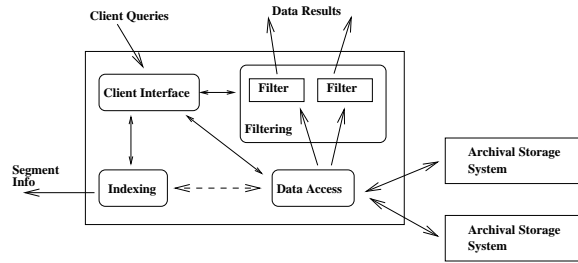 Client Queries
Data Results
Client Interface
Filter
Filter
Filtering
Segment
Info
Indexing
Data Access
Archival Storage
System
Archival Storage
System